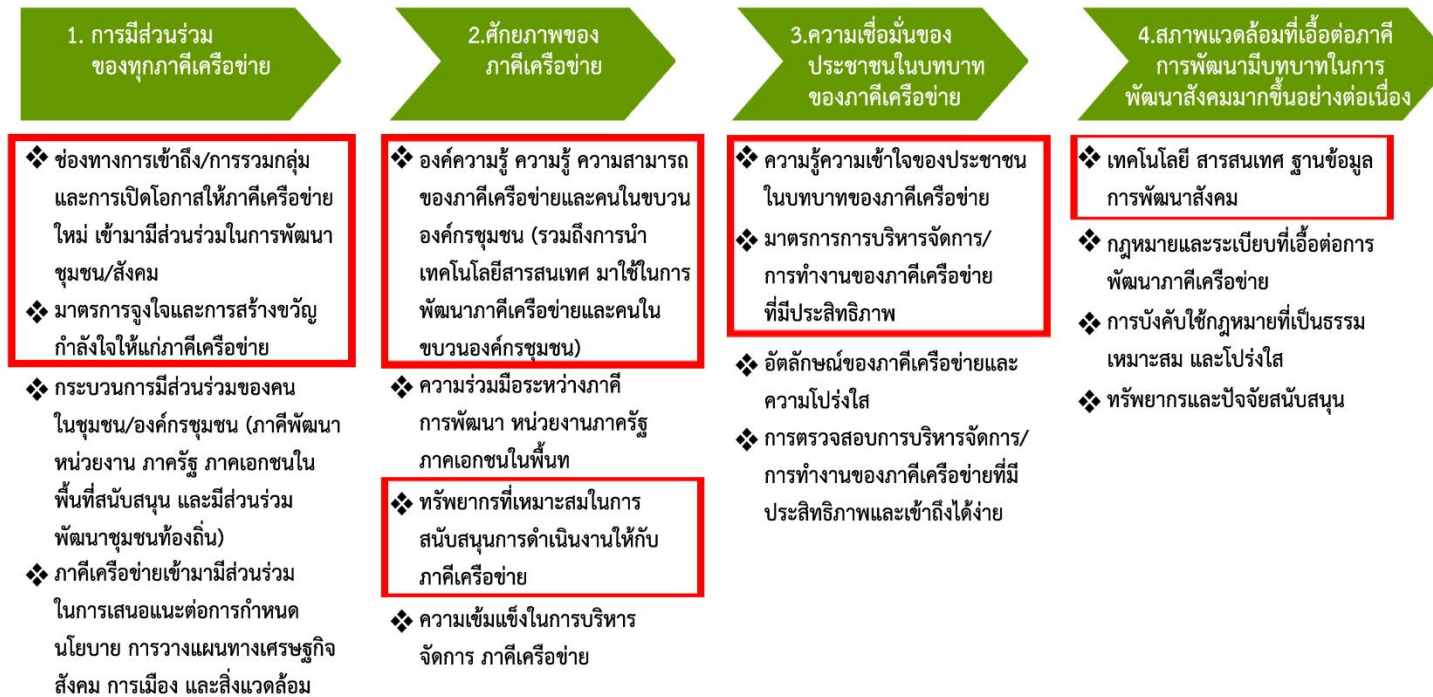 1. การมีส่วนร่วม
ของทุกภาคีเครือข่าย
❖ ช่องทางการเข้าถึง/การรวมกลุ่ม
และการเปิดโอกาสให้ภาคีเครือข่าย
ใหม่ เข้ามามีส่วนร่วมในการพัฒนา
ชุมชน/สังคม
❖ มาตรการจูงใจและการสร้างขวัญ
กำลังใจให้แก่ภาคีเครือข่าย
❖ กระบวนการมีส่วนร่วมของคน
ในชุมชน/องค์กรชุมชน (ภาคีพัฒนา
หน่วยงาน ภาครัฐ ภาคเอกชนใน
พื้นที่สนับสนุน และมีส่วนร่วม
พัฒนาชุมชนท้องถิ่น)
❖ ภาคีเครือข่ายเข้ามามีส่วนร่วม
ในการเสนอแนะต่อการกำหนด
นโยบาย การวางแผนทางเศรษฐกิจ
สังคม การเมือง และสิ่งแวดล้อม
2.ศักยภาพของ
ภาคีเครือข่าย
❖ องค์ความรู้ ความรู้ ความสามารถ
ของภาคีเครือข่ายและคนในขบวน
องค์กรชุมชน (รวมถึงการนำ
เทคโนโลยีสารสนเทศ มาใช้ในการ
พัฒนาภาคีเครือข่ายและคนใน
ขบวนองค์กรชุมชน)
❖ ความร่วมมือระหว่างภาคี
การพัฒนา หน่วยงานภาครัฐ
ภาคเอกชนในพื้นท
❖ ทรัพยากรที่เหมาะสมในการ
สนับสนุนการดำเนินงานให้กับ
ภาคีเครือข่าย
❖ ความเข้มแข็งในการบริหาร
จัดการ ภาคีเครือข่าย
3.ความเชื่อมั่นของ
ประชาชนในบทบาท
ของภาคีเครือข่าย
❖ ความรู้ความเข้าใจของประชาชน
ในบทบาทของภาคีเครือข่าย
❖ มาตรการการบริหารจัดการ/
การทำงานของภาคีเครือข่าย
ที่มีประสิทธิภาพ
❖ อัตลักษณ์ของภาคีเครือข่ายและ
ความโปร่งใส
❖ การตรวจสอบการบริหารจัดการ/
การทำงานของภาคีเครือข่ายที่มี
ประสิทธิภาพและเข้าถึงได้ง่าย
4.สภาพแวดล้อมที่เอื้อต่อภาคี
การพัฒนามีบทบาทในการ
พัฒนาสังคมมากขึ้นอย่างต่อเนื่อง
❖ เทคโนโลยี สารสนเทศ ฐานข้อมูล
การพัฒนาสังคม
❖ กฎหมายและระเบียบที่เอื้อต่อการ
พัฒนาภาคีเครือข่าย
❖ การบังคับใช้กฎหมายที่เป็นธรรม
เหมาะสม และโปร่งใส
❖ ทรัพยากรและปัจจัยสนับสนุน